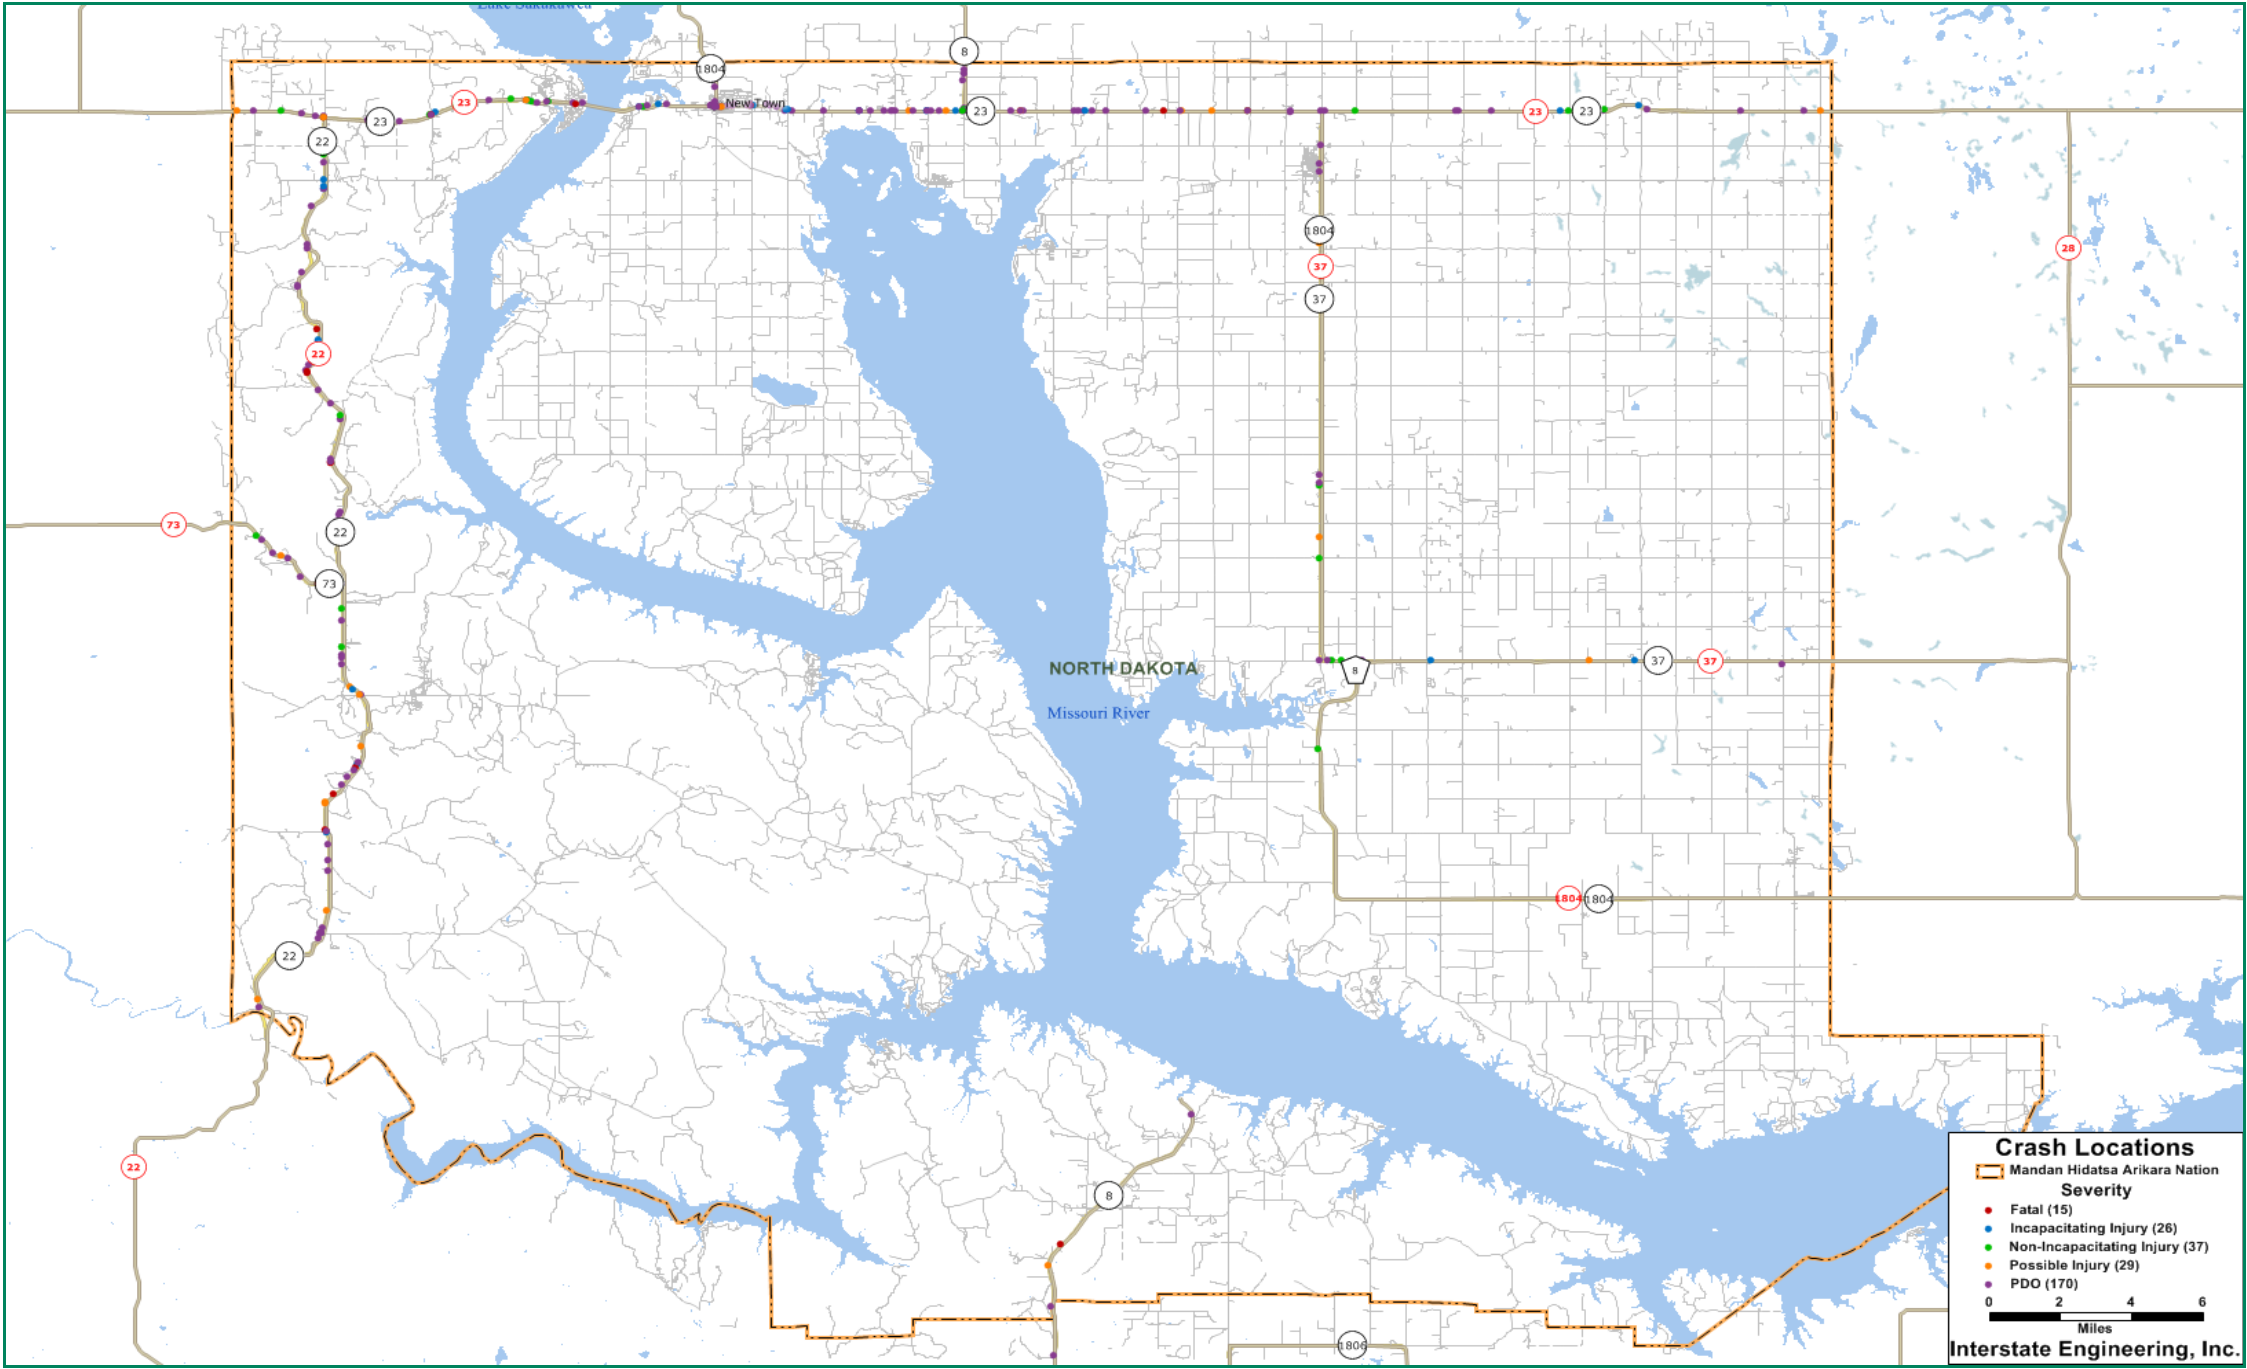 Lake Sakakawea
8
1804
New Town
23
23
23
23
23
22
1804
37
28
37
22
22
73
73
NORTH DAKOTA
8
37
37
Missouri River
1804
1804
22
22
8
1806
Crash Locations
Mandan Hidatsa Arikara Nation
Severity
Fatal (15)
Incapacitating Injury (26)
Non-Incapacitating Injury (37)
Possible Injury (29)
PDO (170)
0 2 4 6
Miles
Interstate Engineering, Inc.